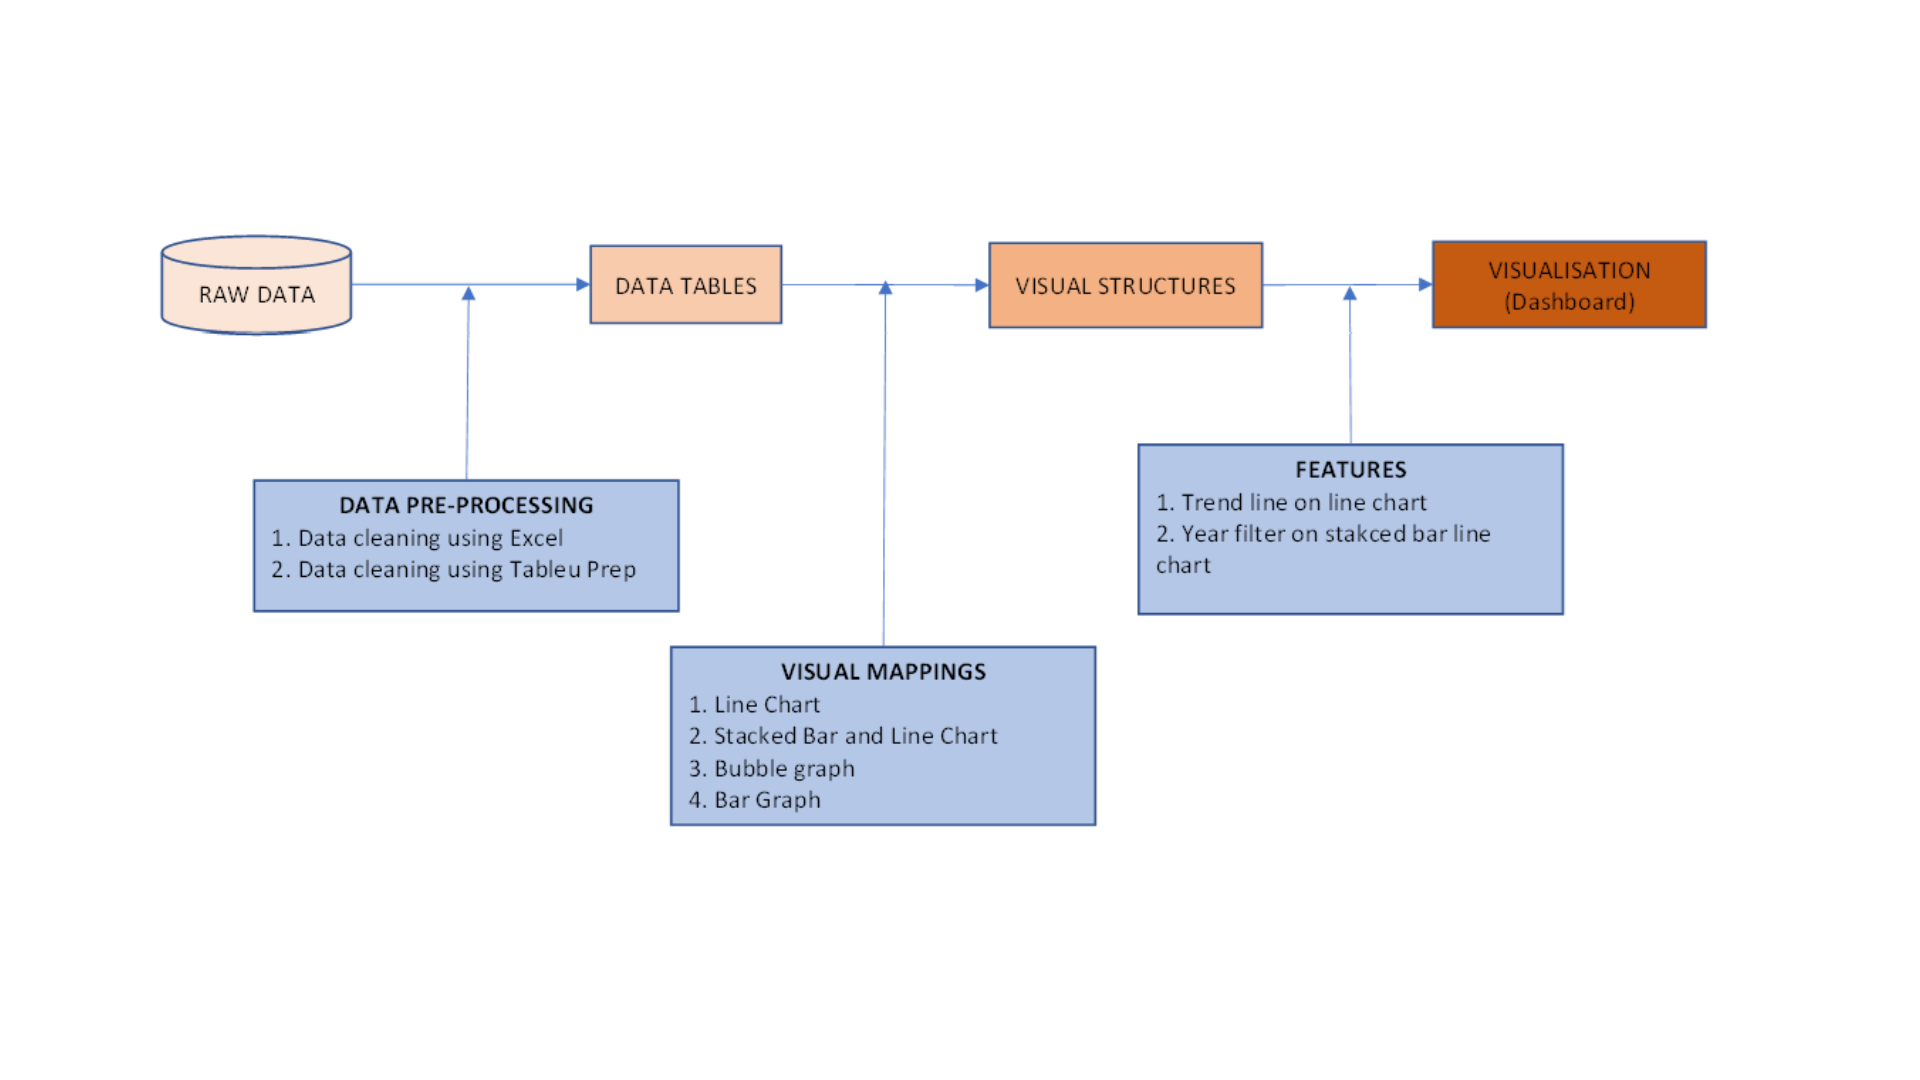 RAW DATA
DATA TABLES
VISUAL STRUCTURES
VISUALISATION
(Dashboard)
DATA PRE-PROCESSING
1. Data cleaning using Excel
2. Data cleaning using Tableu Prep
VISUAL MAPPINGS
1. Line Chart
2. Stacked Bar and Line Chart
3. Bubble graph
4. Bar Graph
FEATURES
1. Trend line on line chart
2. Year filter on stakced bar line
chart